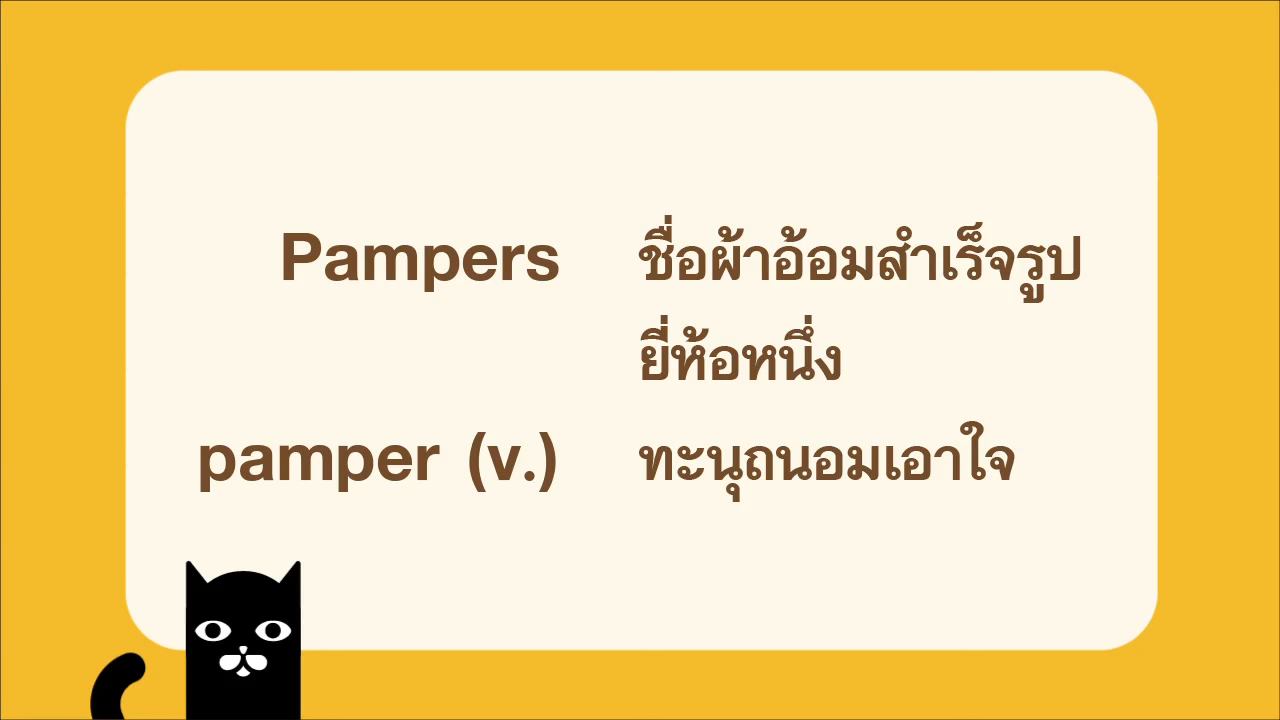 Pampers ชื่อผ้าอ้อมสำเร็จรูป
ยี่ห้อหนึ่ง
pamper (v.) ทะนุถนอมเอาใจ